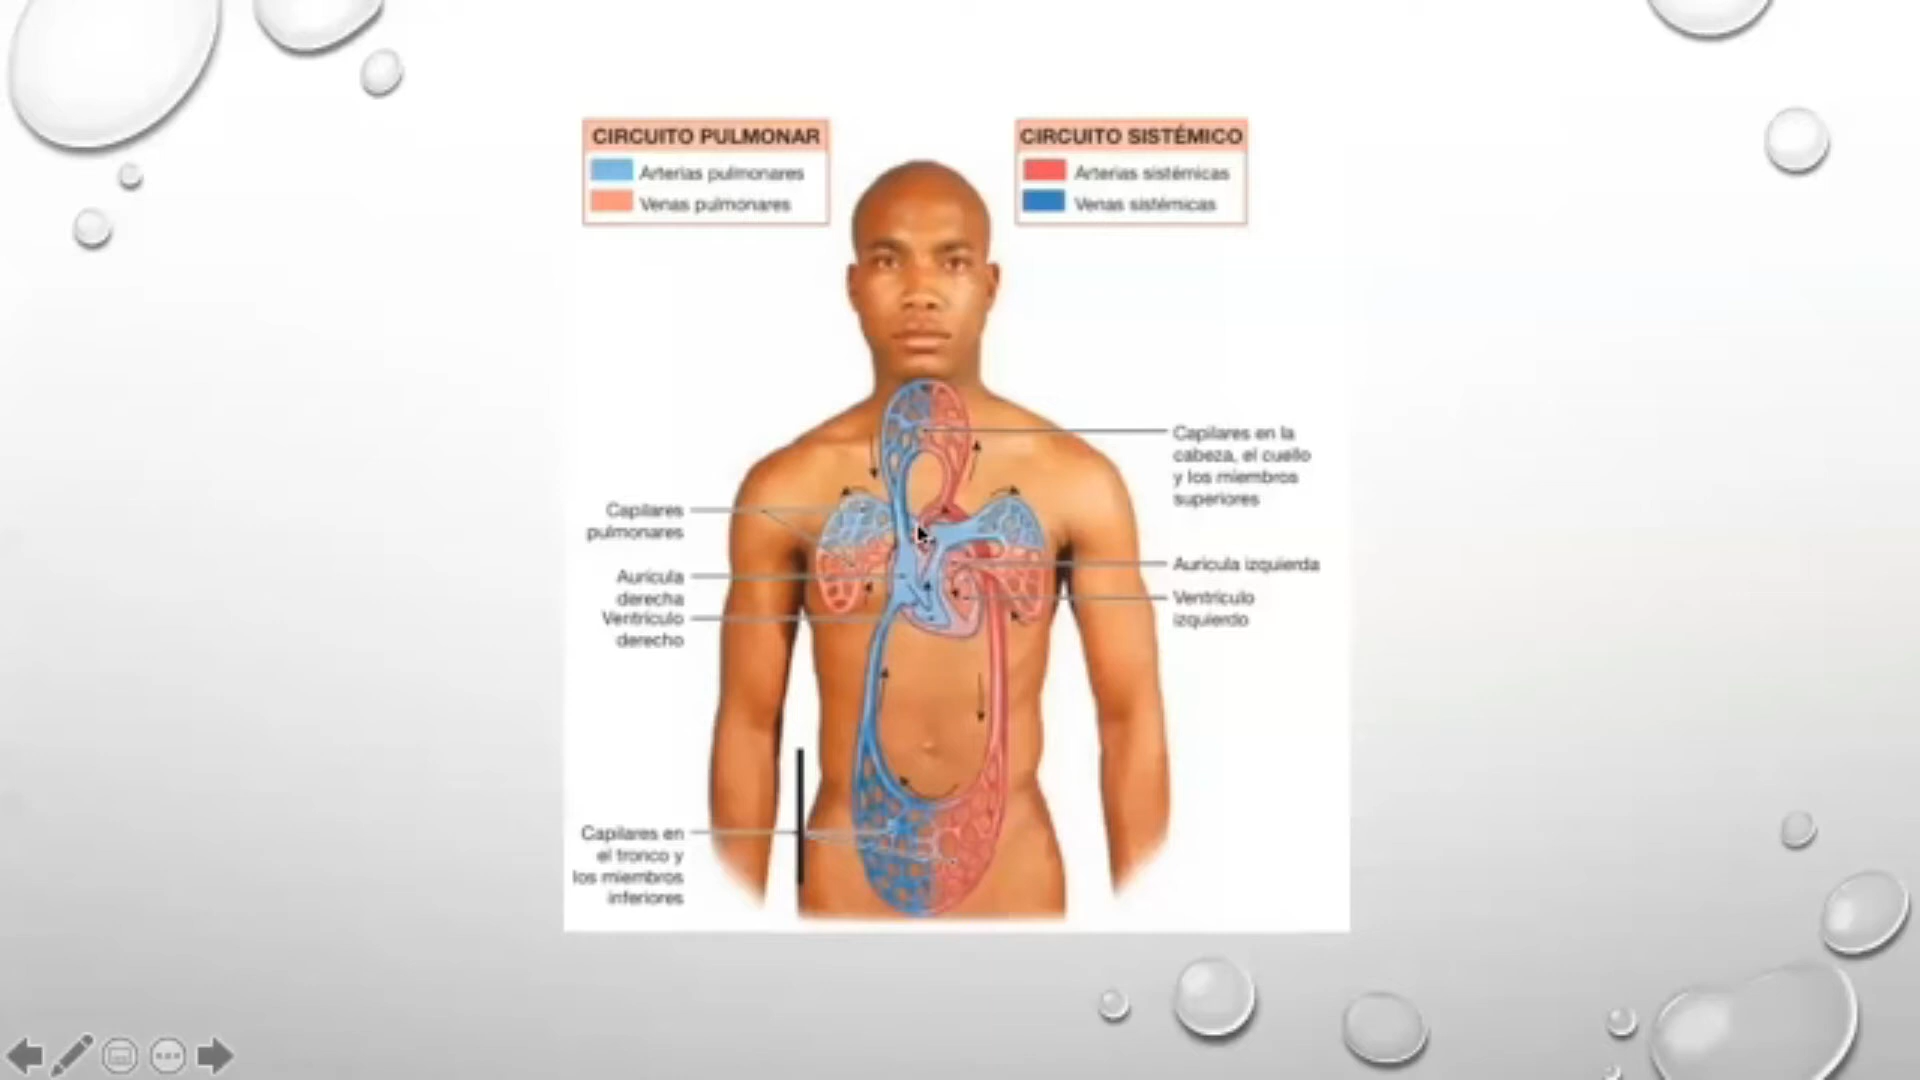 CIRCUITO PULMONAR
Arterias pulmonares
Venas pulmonares
CIRCUITO SISTÉMICO
Arterias sistémicas
Venas sistémicas
Capilares en la
cabeza, el cuello
y los miembros
superiores
Capilares
pulmonares
Aurícula
derecha
Ventrículo
derecho
Aurícula izquierda
Ventrículo
izquierdo
Capilares en
el tronco y
los miembros
inferiores